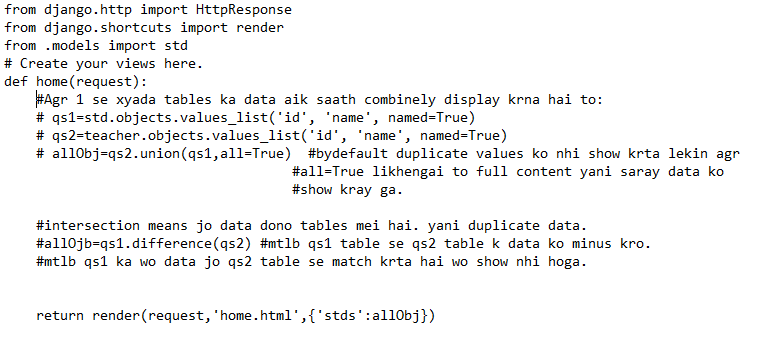 from django.http import HttpResponse
from django.shortcuts import render
from .models import std
# Create your views here.
def home(request):
    #Agr 1 se xyada tables ka data aik saath combinely display krna hai to:
    # qs1=std.objects.values_list('id', 'name', named=True)
    # qs2=teacher.objects.values_list('id', 'name', named=True)
    # allObj=qs2.union(qs1,all=True)  #bydefault duplicate values ko nhi show krta lekin agr
                                    #all=True likhengai to full content yani saray data ko
                                    #show kray ga.
    #intersection means jo data dono tables mei hai. yani duplicate data.
    #allOjb=qs1.difference(qs2) #mtlb qs1 table se qs2 table k data ko minus kro.
    #mtlb qs1 ka wo data jo qs2 table se match krta hai wo show nhi hoga.
    return render(request,'home.html',{'stds':allObj})